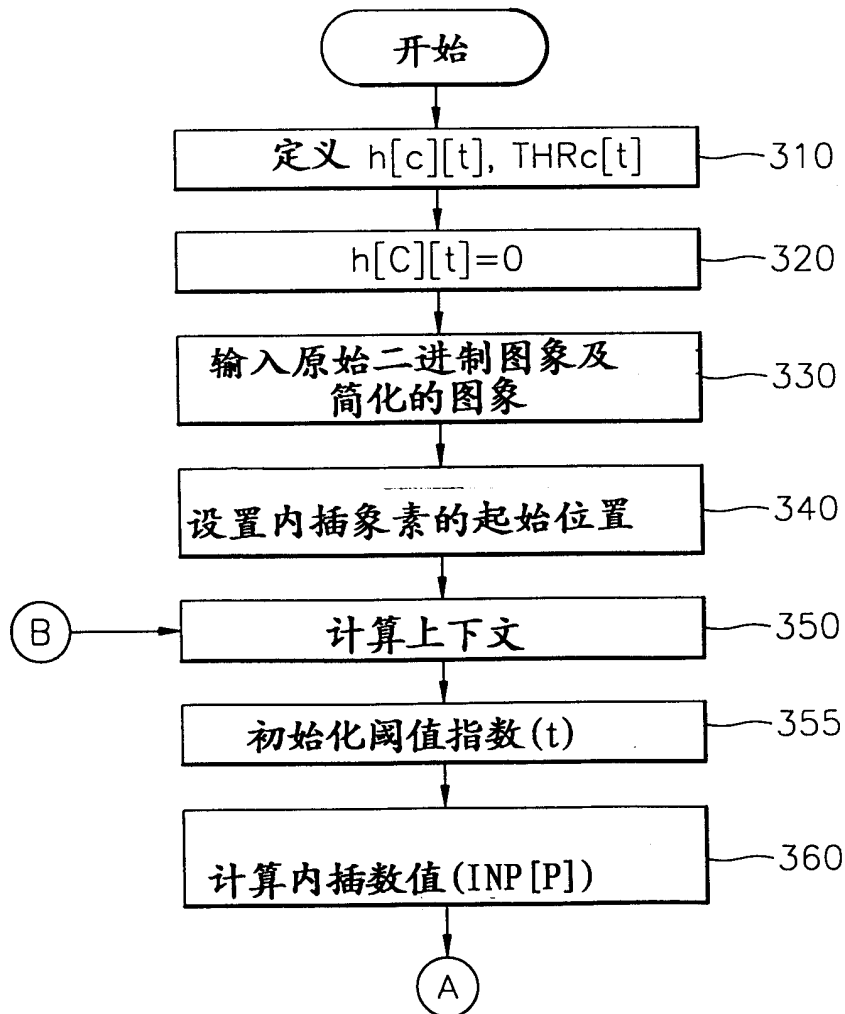 开始
定义 h[c][t], THRc[t]
310
h[C][t]=0
320
输入原始二进制图象及
简化的图象
330
设置内插象素的起始位置
340
B
计算上下文
350
初始化阈值指数(t)
355
计算内插数值(INP[P])
360
A